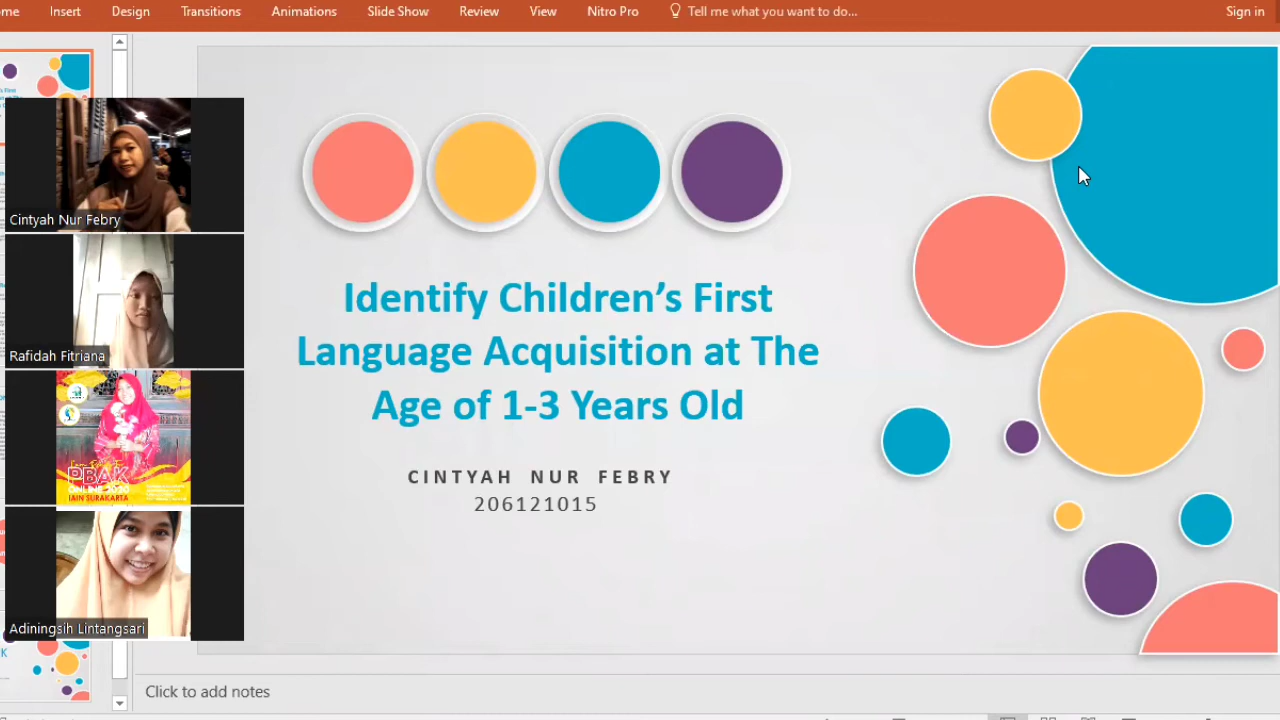 Insert Design Transitions Animations Slide Show Review View Nitro Pro Tell me what you want to do... Sign in
Cintyah Nur Febry
Rafidah Fitriana
PBAK
ONLINE 2020
IAIN SURAKARTA
Adiningsih Lintangsari
Identify Children’s First
Language Acquisition at The
Age of 1-3 Years Old
CINTYAH NUR FEBRY
206121015
Click to add notes